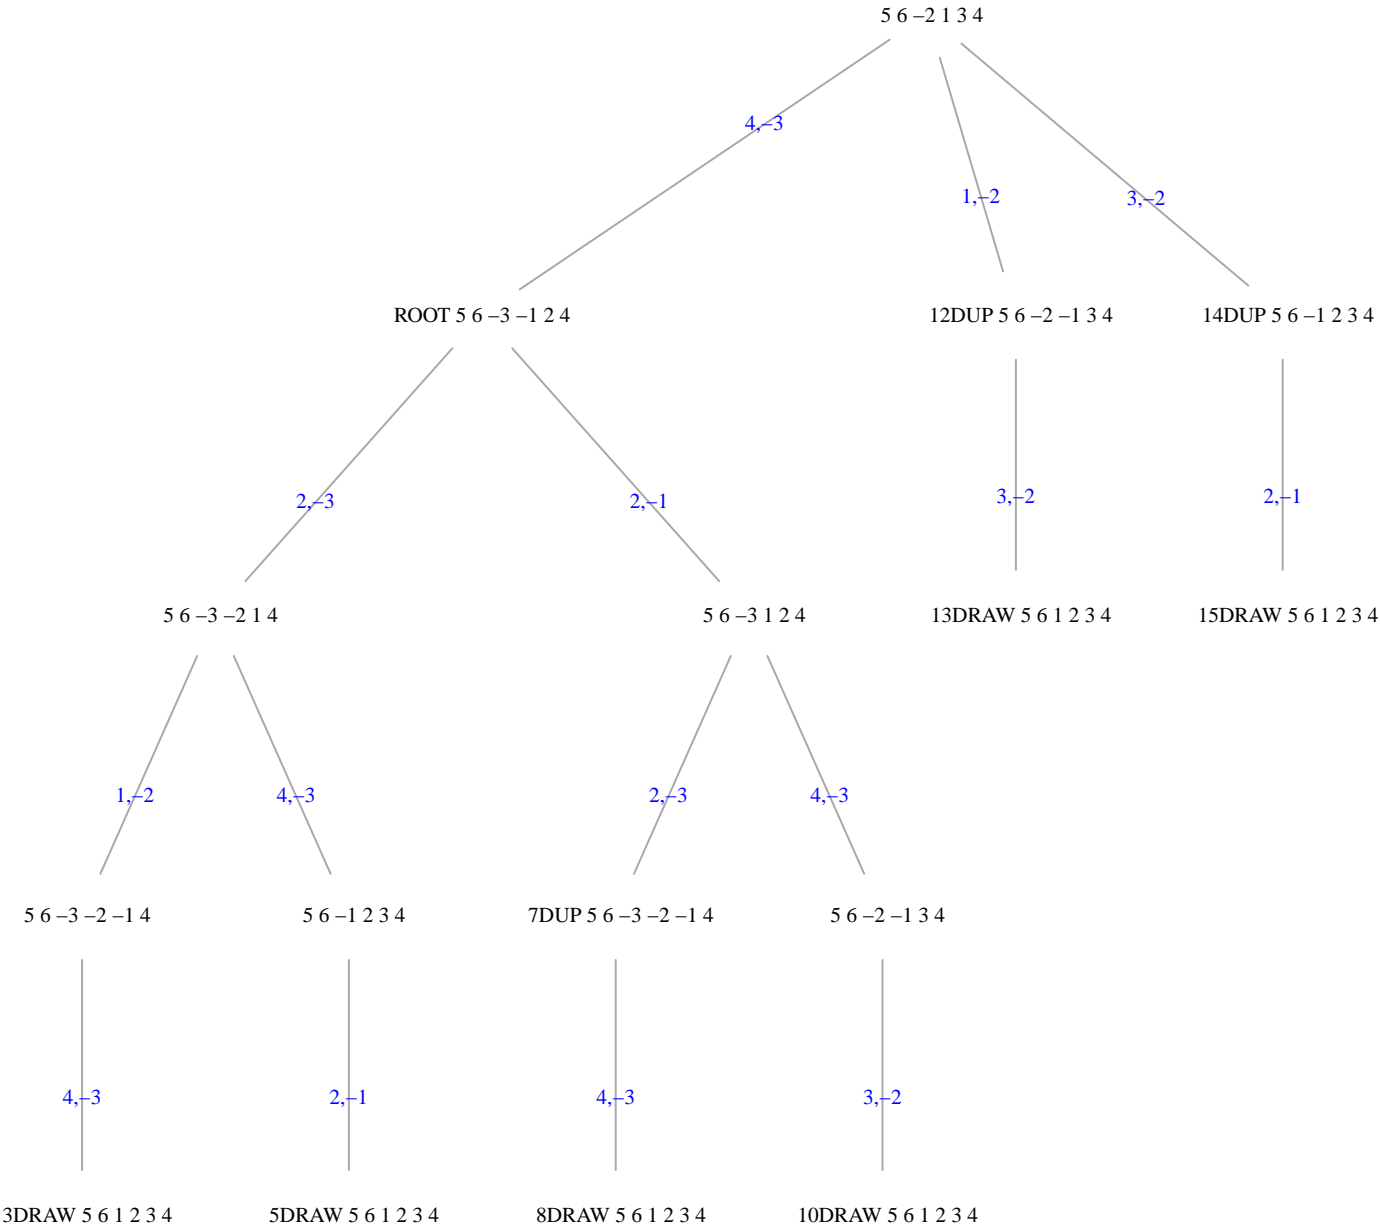 5 6 –2 1 3 4
4,–3
1,–2
3,–2
ROOT 5 6 –3 –1 2 4
12DUP 5 6 –2 –1 3 4
14DUP 5 6 –1 2 3 4
2,–3
2,–1
3,–2
2,–1
5 6 –3 –2 1 4
5 6 –3 1 2 4
13DRAW 5 6 1 2 3 4
15DRAW 5 6 1 2 3 4
1,–2
4,–3
2,–3
4,–3
5 6 –3 –2 –1 4
5 6 –1 2 3 4
7DUP 5 6 –3 –2 –1 4
5 6 –2 –1 3 4
4,–3
2,–1
4,–3
3,–2
3DRAW 5 6 1 2 3 4
5DRAW 5 6 1 2 3 4
8DRAW 5 6 1 2 3 4
10DRAW 5 6 1 2 3 4